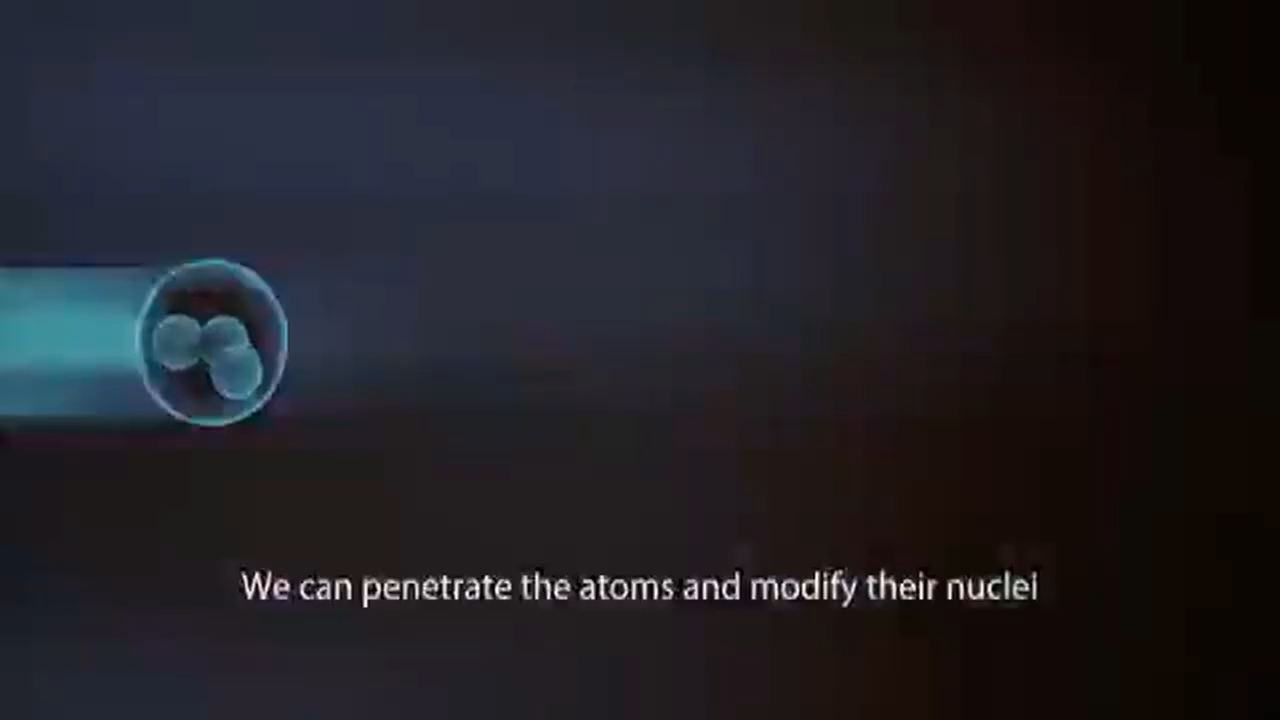 We can penetrate the atoms and modify their nuclei